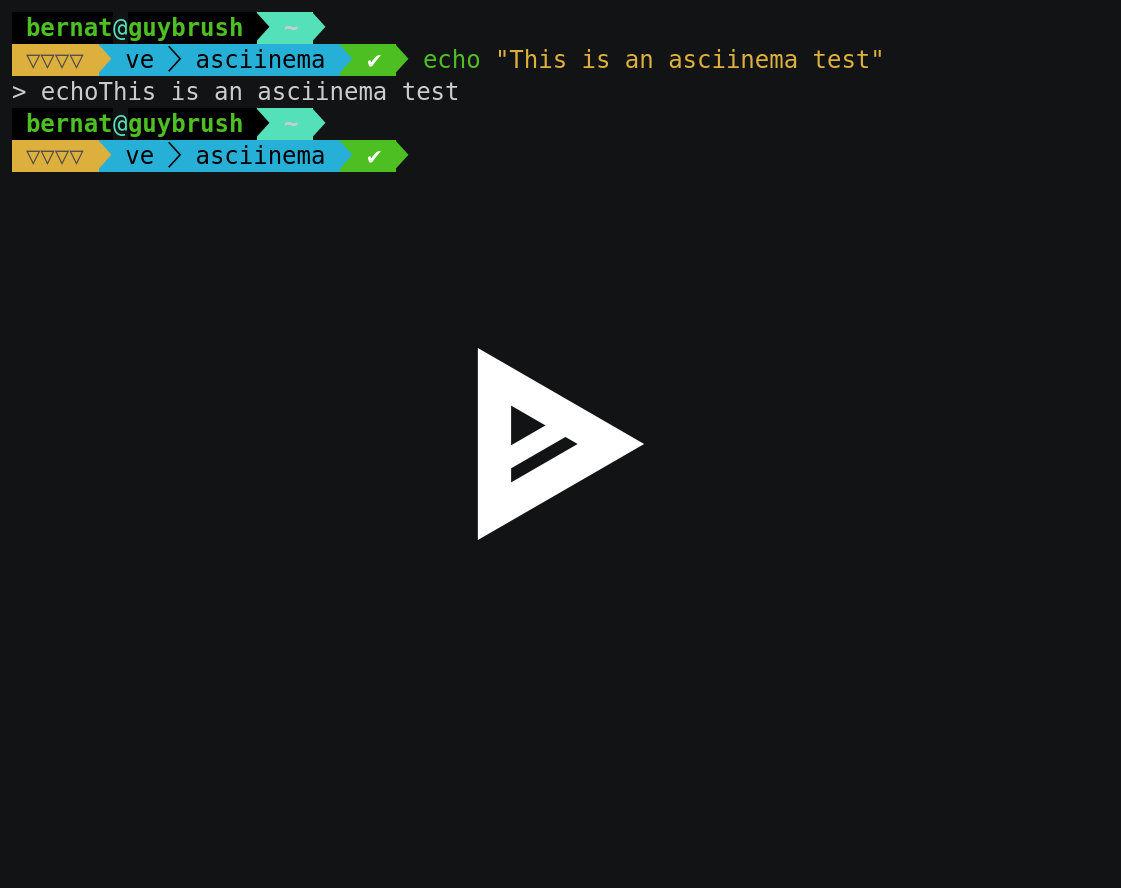 bernat@guybrush ~
▽▽▽▽ ve asciinema ✔ echo "This is an asciinema test"
> echoThis is an asciinema test
bernat@guybrush ~
▽▽▽▽ ve asciinema ✔